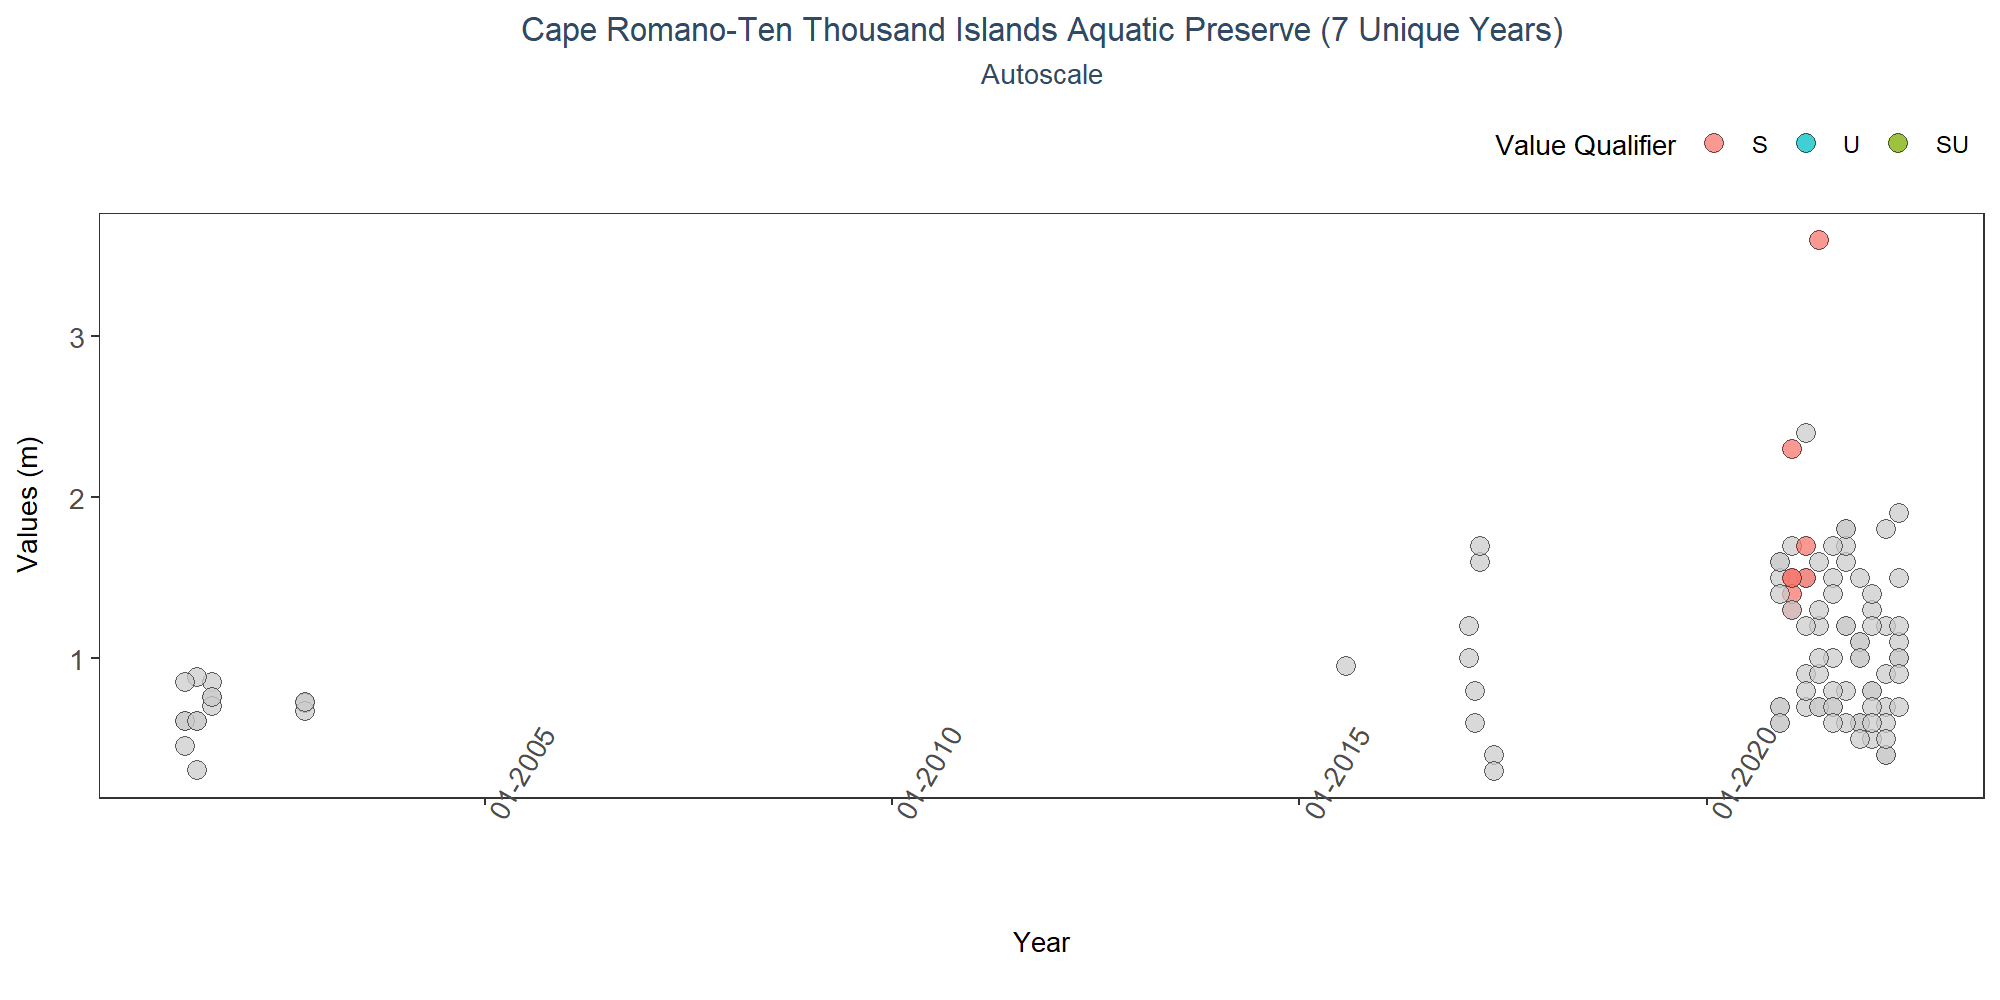 Cape Romano-Ten Thousand Islands Aquatic Preserve (7 Unique Years)
Autoscale
Value Qualifier S U SU
Values (m)
3
2
1
01-2005
01-2010
01-2015
01-2020
Year